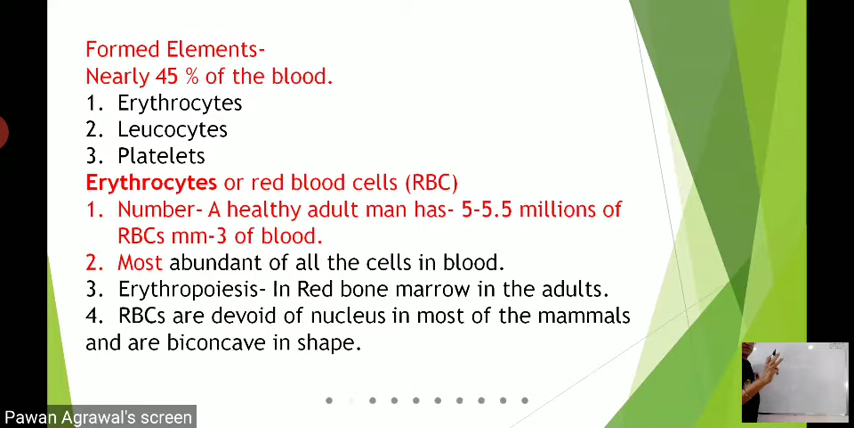 Formed Elements-
Nearly 45 % of the blood.
1. Erythrocytes
2. Leucocytes
3. Platelets
Erythrocytes or red blood cells (RBC)
1. Number- A healthy adult man has- 5-5.5 millions of
RBCs mm-3 of blood.
2. Most abundant of all the cells in blood.
3. Erythropoiesis- In Red bone marrow in the adults.
4. RBCs are devoid of nucleus in most of the mammals
and are biconcave in shape.
Pawan Agrawal's screen